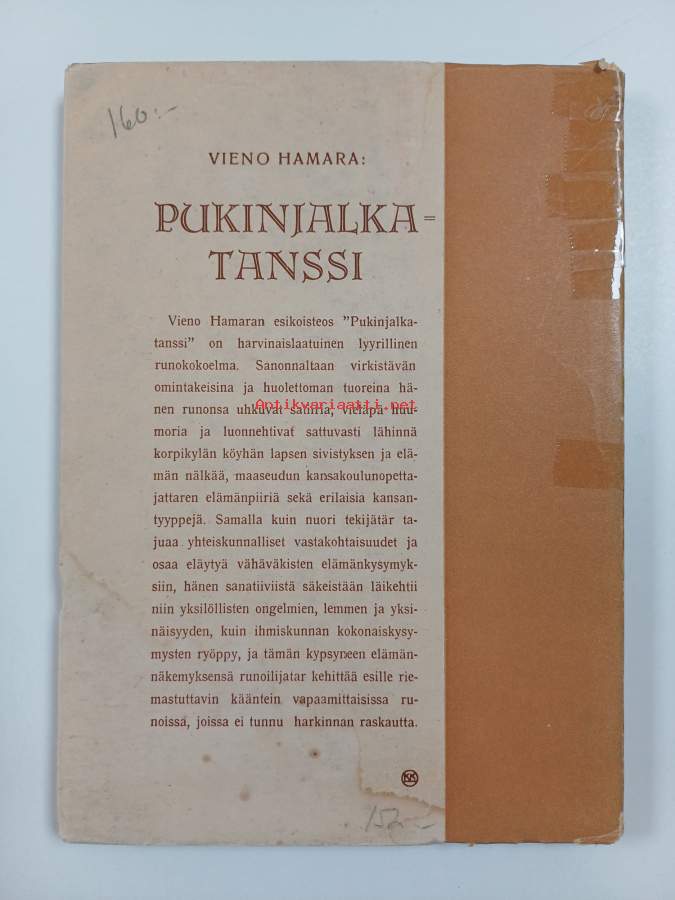 160:-
VIENO HAMARA:
PUKINJALKA=
TANSSI
Vieno Hamaran esikoisteos ”Pukinjalka-
tanssi” on harvinaislaatuinen lyyrillinen
runokokoelma. Sanonnaltaan virkistävän
omintakeisina ja huolettoman tuoreina hä-
nen runonsa uhkuvat satiiria, vieläpä huu-
Antikvariaatti.net
moria ja luonnehtivat sattuvasti lähinnä
korpikylän köyhän lapsen sivistyksen ja elä-
män nälkää, maaseudun kansakoulunopetta-
jattaren elämänpiiriä sekä erilaisia kansan-
tyyppejä. Samalla kuin nuori tekijätär ta-
juaa yhteiskunnalliset vastakohtaisuudet ja
osaa eläytyä vähäväkisten elämänkysymyk-
siin, hänen sanatiiviistä säkeistään läikehtii
niin yksilöllisten ongelmien, lemmen ja yksi-
näisyyden, kuin ihmiskunnan kokonaiskysy-
mysten ryöppy, ja tämän kypsyneen elämän-
näkemyksensä runoilijatar kehittää esille rie-
mastuttavin kääntein vapaamittaisissa ru-
noissa, joissa ei tunnu harkinnan raskautta.